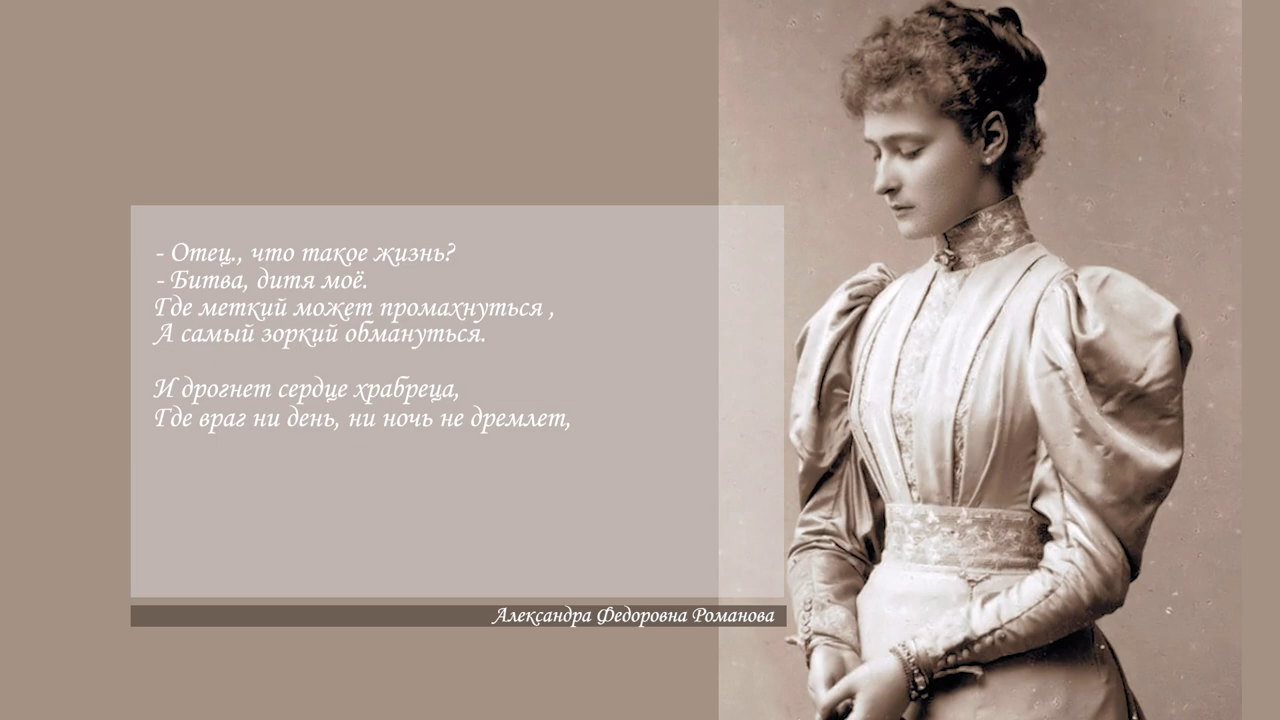 - Отец., что такое жизнь?
- Битва, дитя моё.
Где меткий может промахнуться ,
А самый зоркий обмануться.
И дрогнет сердце храбреца,
Где враг ни день, ни ночь не дремлет,
Александра Федоровна Романова